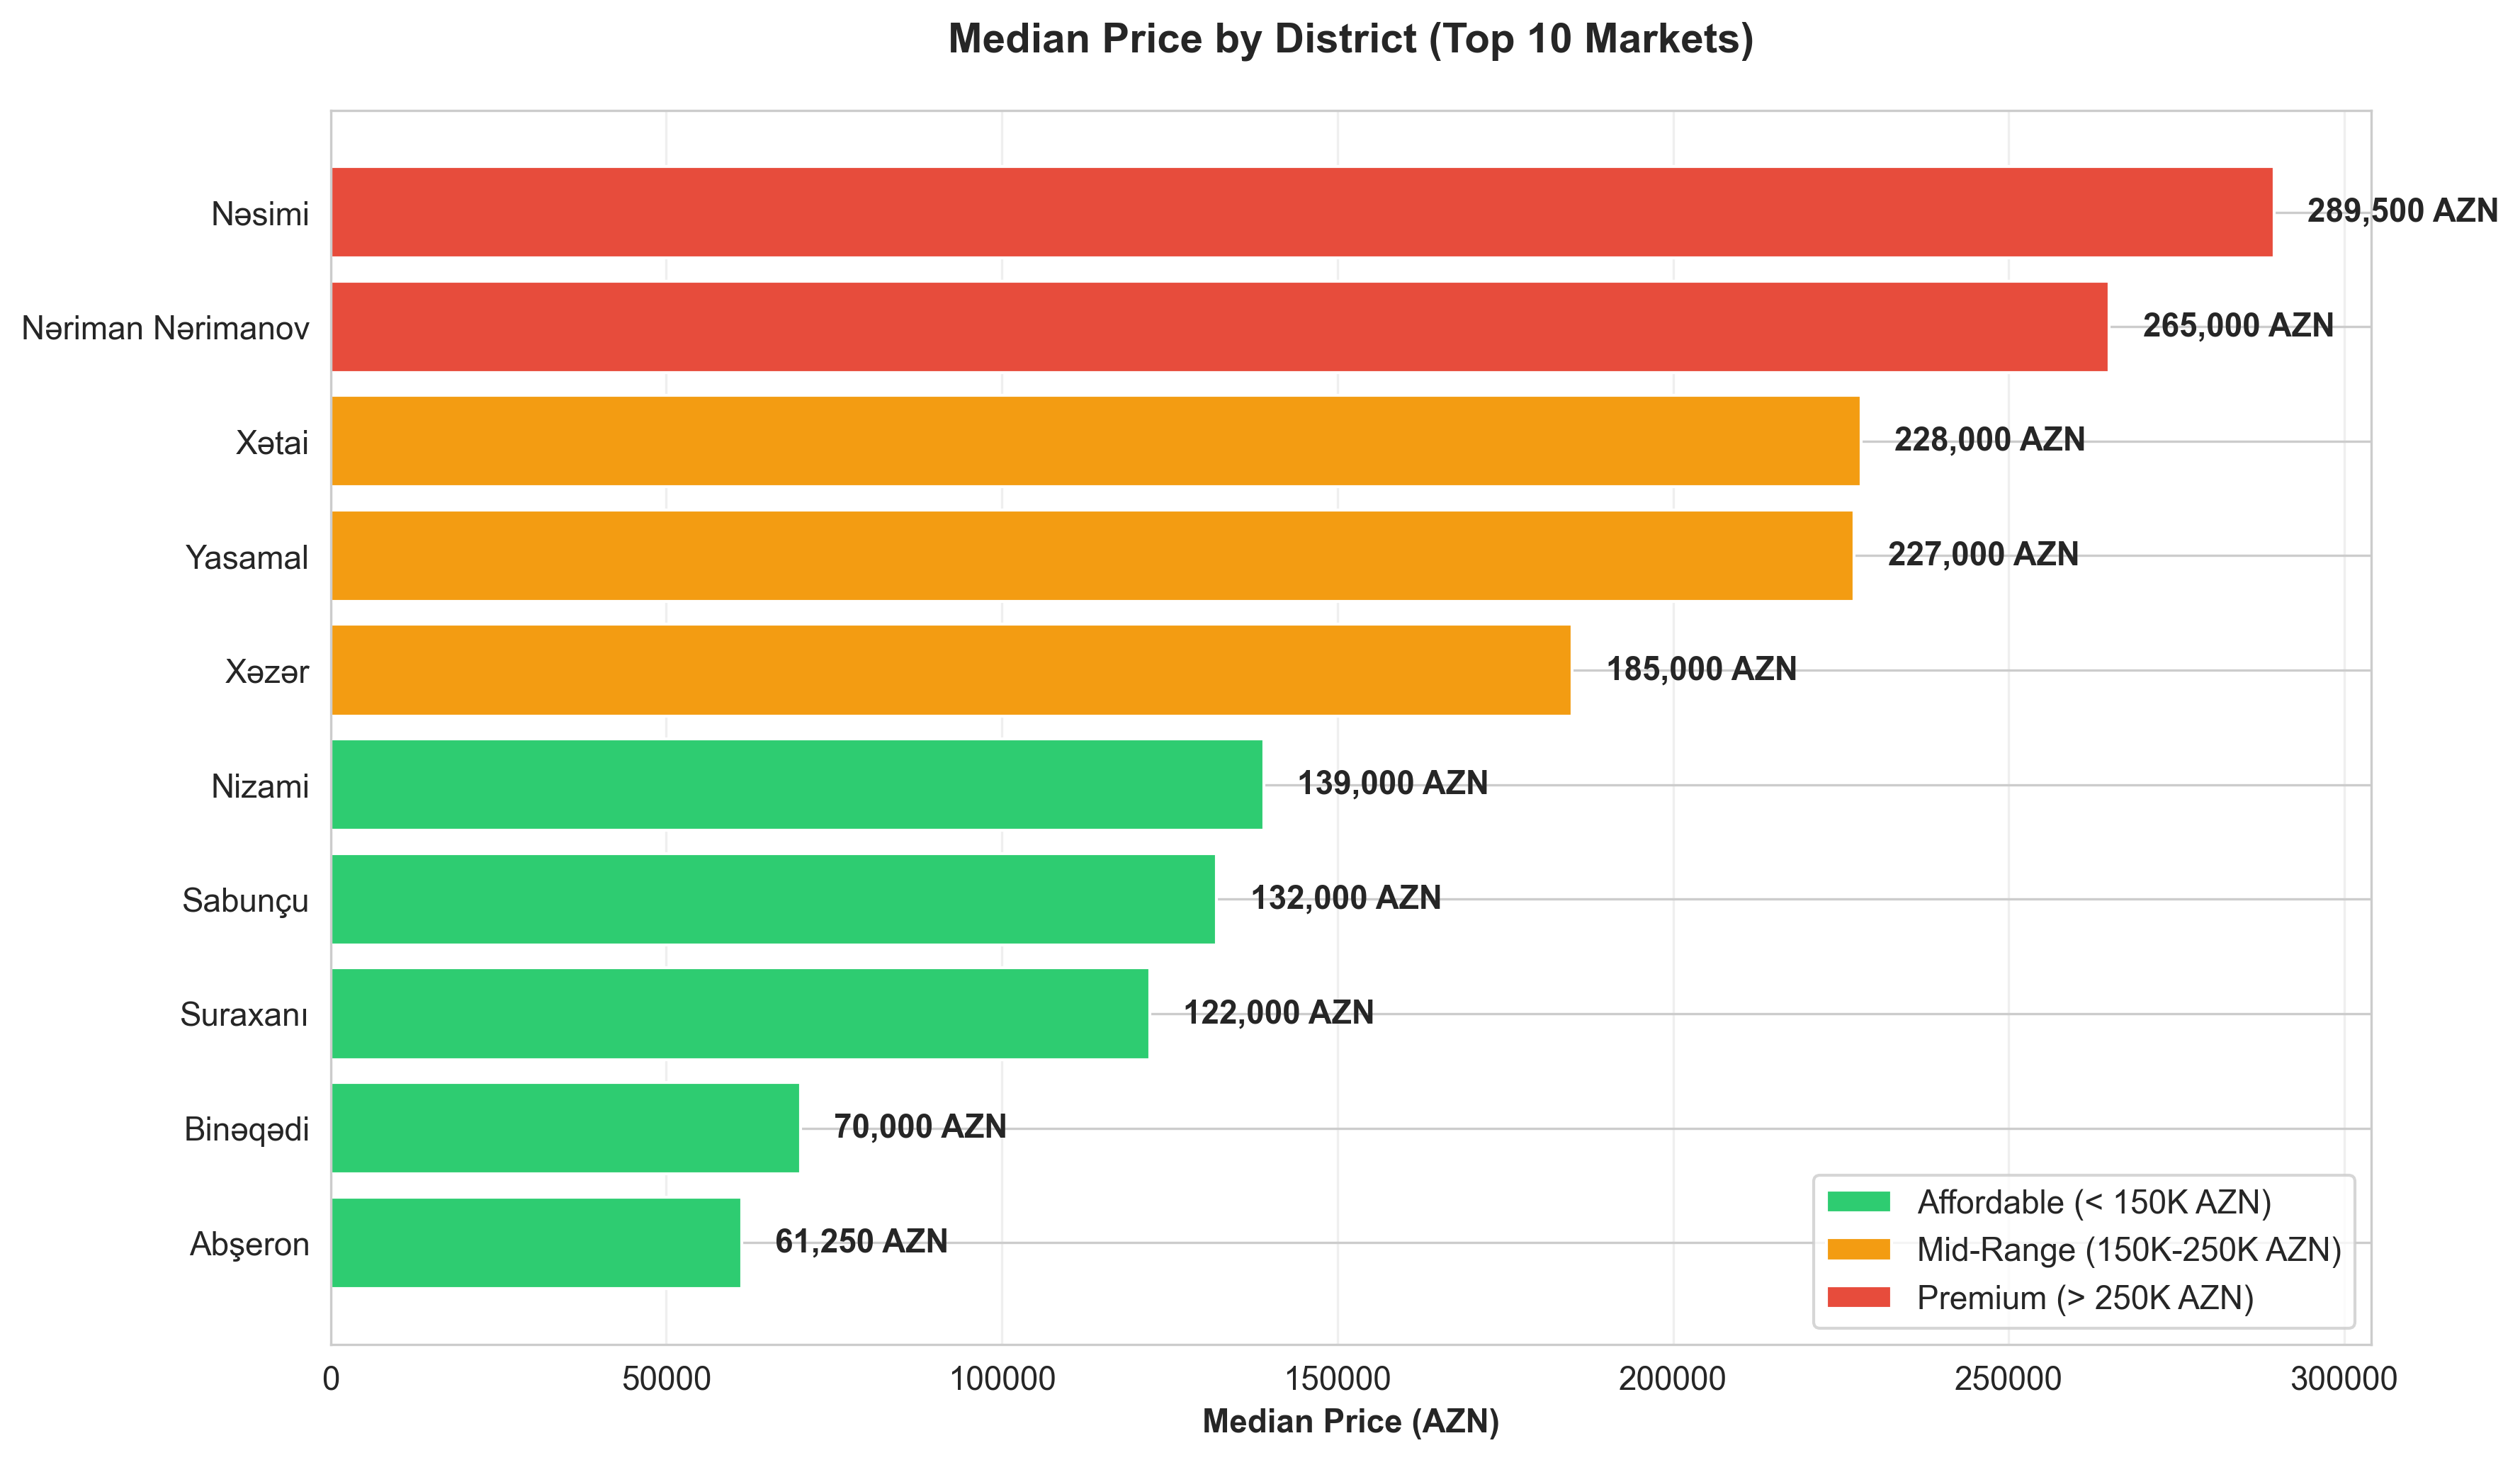 Median Price by District (Top 10 Markets)
Nəsimi
289,500 AZN
Nəriman Nərimanov
265,000 AZN
Xətai
228,000 AZN
Yasamal
227,000 AZN
Xəzər
185,000 AZN
Nizami
139,000 AZN
Sabunçu
132,000 AZN
Suraxanı
122,000 AZN
Binəqədi
70,000 AZN
Abşeron
61,250 AZN
Affordable (< 150K AZN)
Mid-Range (150K-250K AZN)
Premium (> 250K AZN)
0 50000 100000 150000 200000 250000 300000
Median Price (AZN)